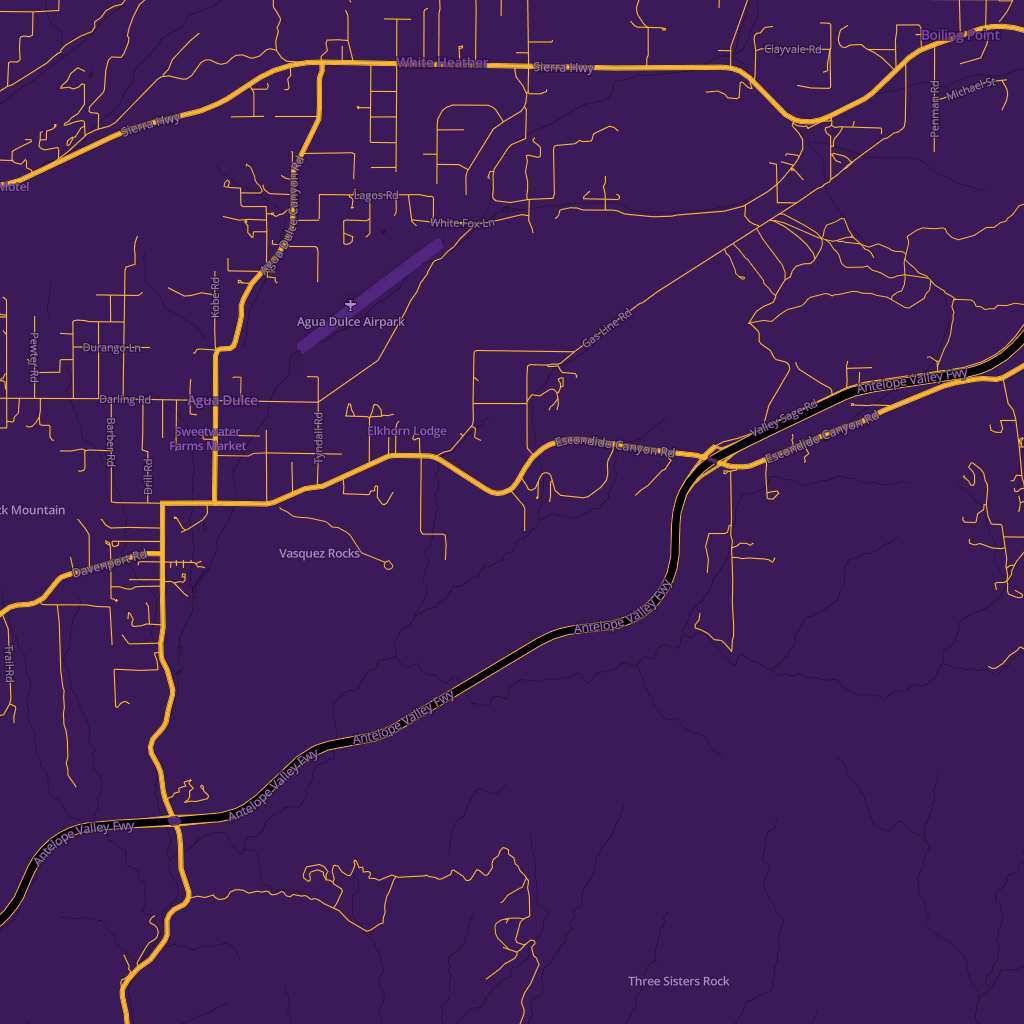 Boiling Point
Clayvale Rd
White Heather
Sierra Hwy
Michael St
Penman Rd
Sierra Hwy
Motel
Agua Dulce Canyon Rd
Lagos Rd
White Fox Ln
Kobe Rd
Agua Dulce Airpark
Gas Line Rd
Pewter Rd
Durango Ln
Antelope Valley Fwy
Darling Rd
Agua Dulce
Valley Sage Rd
Escondido Canyon Rd
Barber Rd
Sweetwater
Farms Market
Tyndall Rd
Elkhorn Lodge
Escondido Canyon Rd
Drill Rd
ck Mountain
Vasquez Rocks
Davenport Rd
Antelope Valley Fwy
Trail Rd
Antelope Valley Fwy
Antelope Valley Fwy
Antelope Valley Fwy
Three Sisters Rock